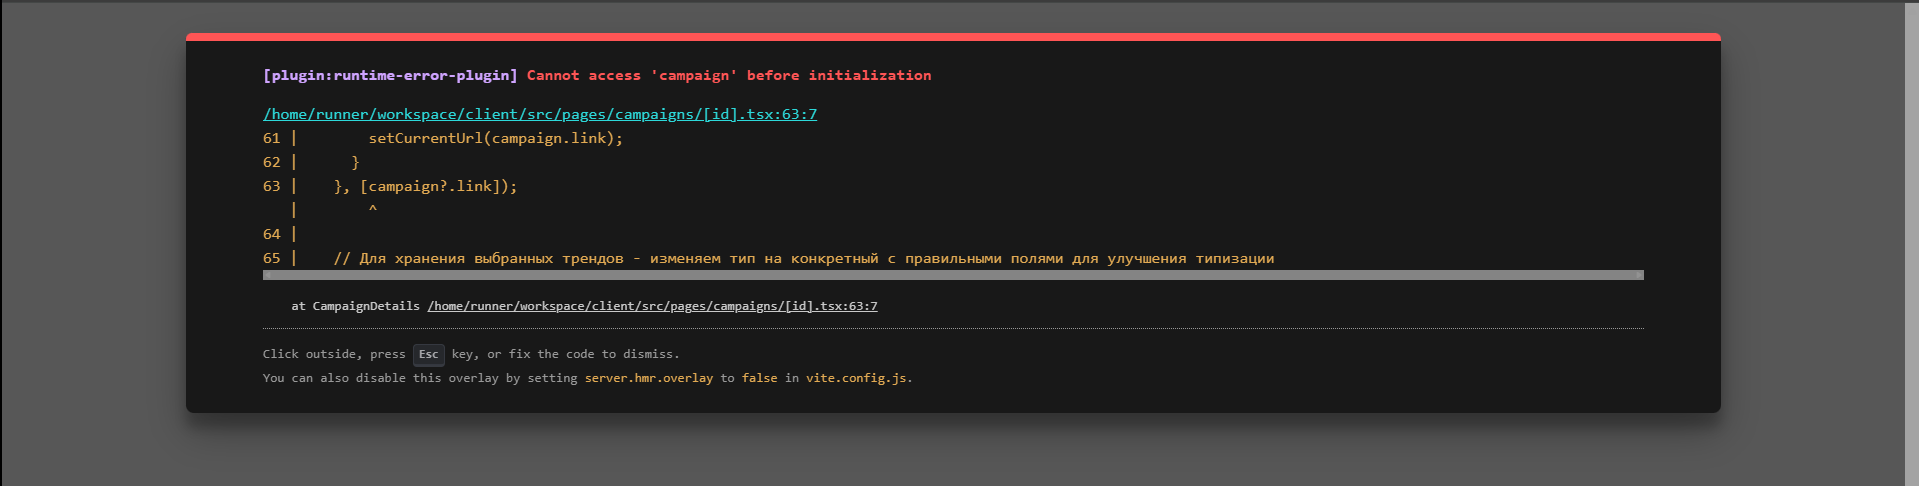 [plugin:runtime-error-plugin] Cannot access 'campaign' before initialization
/home/runner/workspace/client/src/pages/campaigns/[id].tsx:63:7
61 |        setCurrentUrl(campaign.link);
62 |      }
63 |    }, [campaign?.link]);
   |        ^
64 |
65 |    // Для хранения выбранных трендов - изменяем тип на конкретный с правильными полями для улучшения типизации
at CampaignDetails /home/runner/workspace/client/src/pages/campaigns/[id].tsx:63:7
Click outside, press Esc key, or fix the code to dismiss.
You can also disable this overlay by setting server.hmr.overlay to false in vite.config.js.